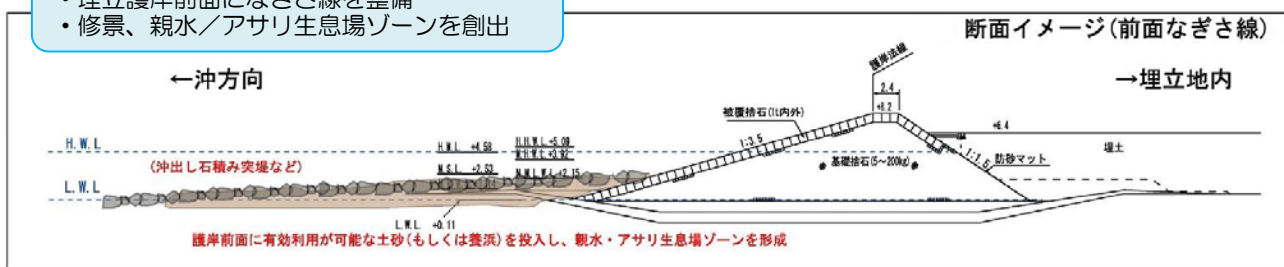 ・埋立護岸前面になぎさ線を整備
・修景、親水／アサリ生息場ゾーンを創出
断面イメージ(前面なぎさ線)
←沖方向
→埋立地内
護岸法線
2.4
+8.2
被覆捨石(1t内外)
1:3.5
+6.4
H.W.L
H.W.L. +4.58
H.H.W.L.+5.09
M.H.W.L.+3.92
埋土
(沖出し石積み突堤など)
基礎捨石(5～200kg)
1:1.5
防砂マット
M.S.L. +2.53
M.M.L.W.L+2.15
L.W.L
L.W.L +0.11
護岸前面に有効利用が可能な土砂(もしくは養浜)を投入し、親水・アサリ生息場ゾーンを形成